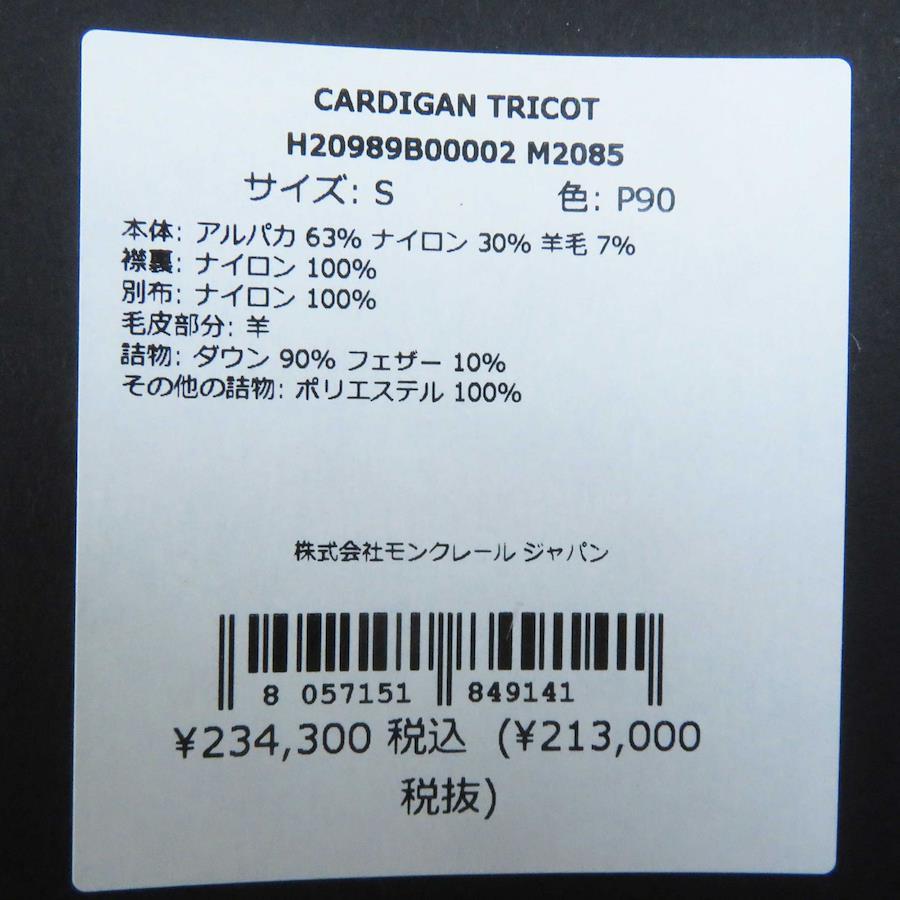 CARDIGAN TRICOT
H20989B00002 M2085
サイズ: S 色: P90
本体: アルパカ 63% ナイロン 30% 羊毛 7%
襟裏: ナイロン 100%
別布: ナイロン 100%
毛皮部分: 羊
詰物: ダウン 90% フェザー 10%
その他の詰物: ポリエステル 100%
株式会社モンクレール ジャパン
8 057151 849141
¥234,300 税込 (¥213,000
税抜)